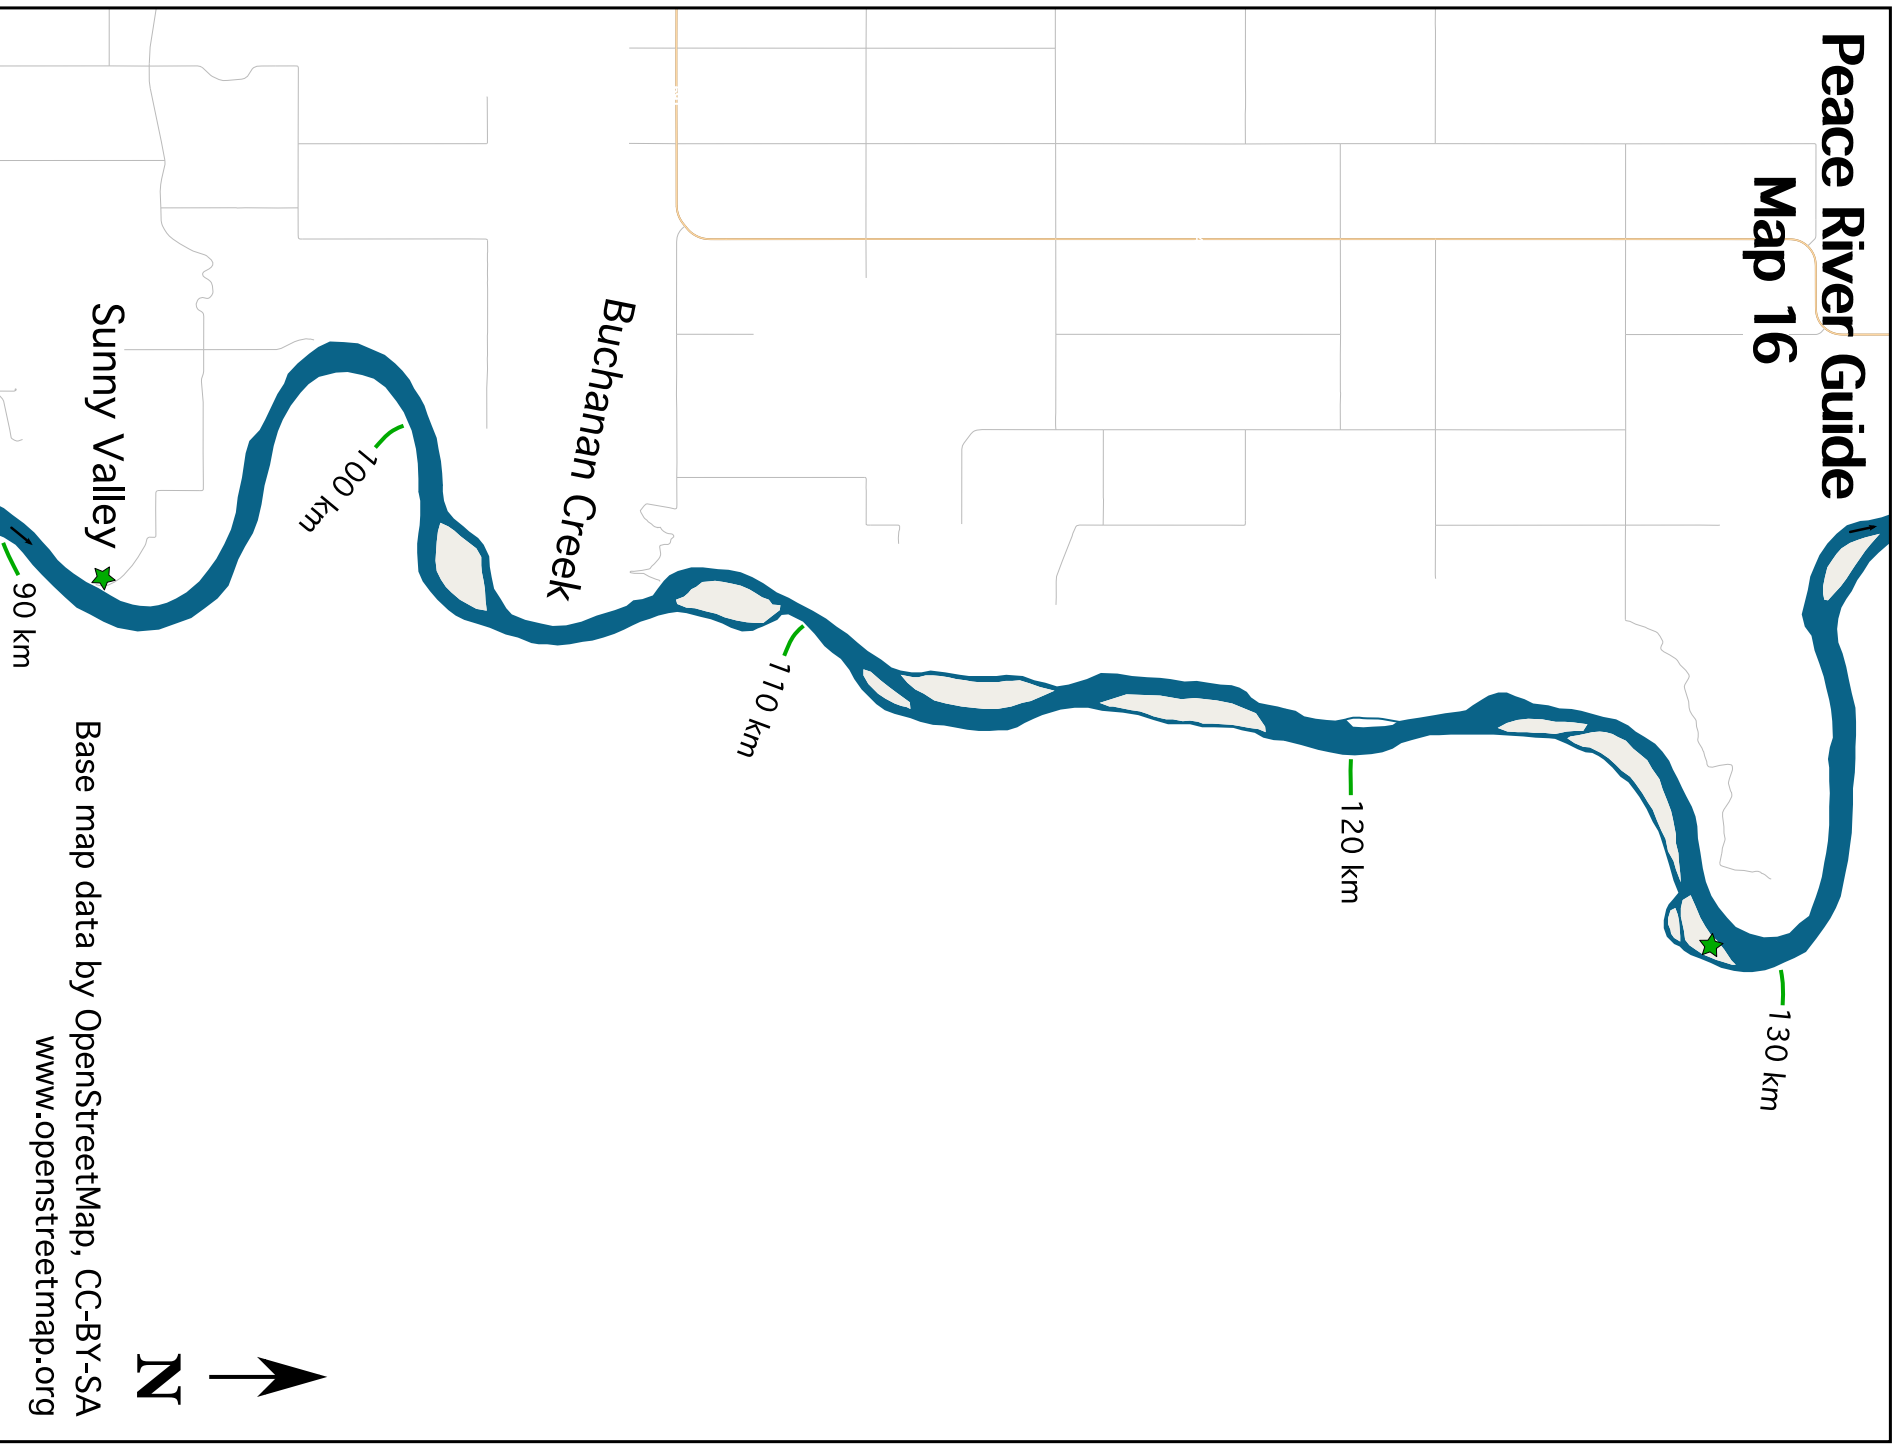 Peace River Guide
Map 16
130 km
120 km
110 km
Buchanan Creek
100 km
Sunny Valley
90 km
N
Base map data by OpenStreetMap, CC-BY-SA
www.openstreetmap.org